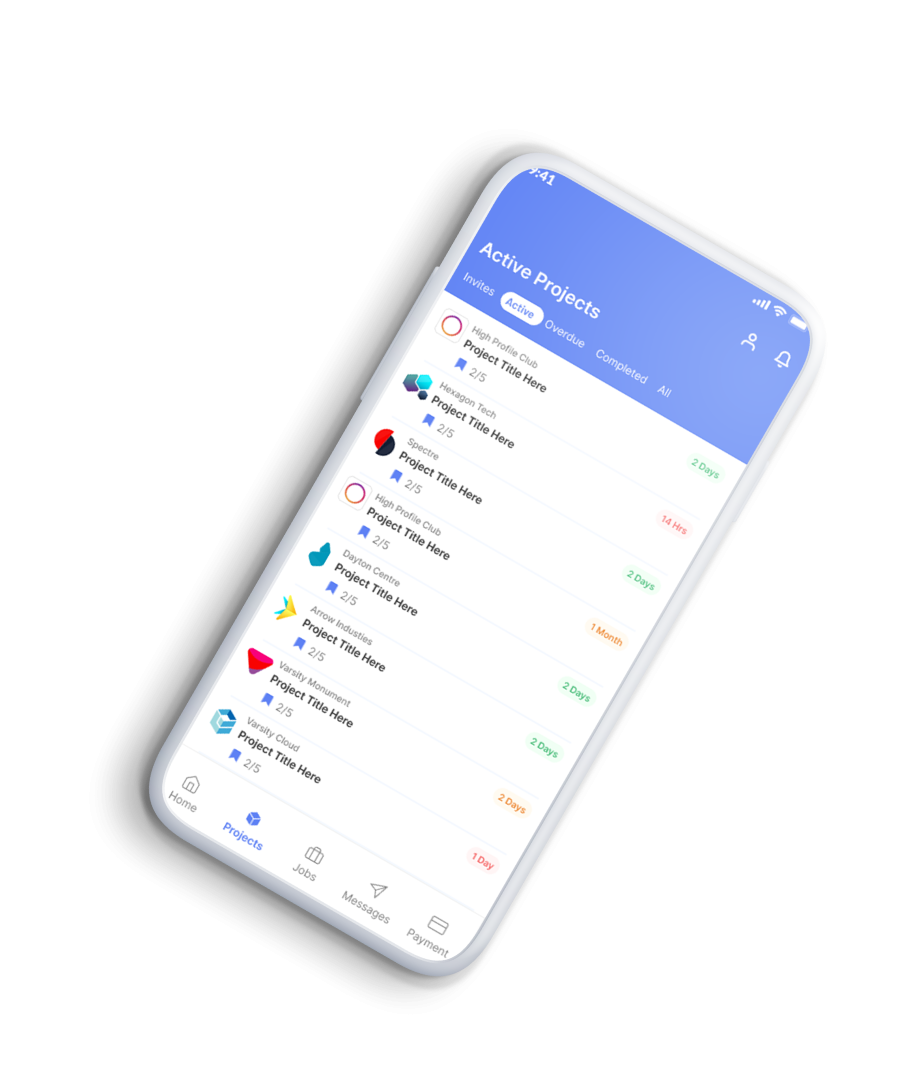 9:41
Active Projects
Invites Active Overdue Completed All
High Profile Club
Project Title Here
2/5
2 Days
Hexagon Tech
Project Title Here
2/5
14 Hrs
Spectre
Project Title Here
2/5
2 Days
High Profile Club
Project Title Here
2/5
1 Month
Dayton Centre
Project Title Here
2/5
2 Days
Arrow Industies
Project Title Here
2/5
2 Days
Varsity Monument
Project Title Here
2/5
2 Days
Varsity Cloud
Project Title Here
2/5
1 Day
Home Projects Jobs Messages Payment